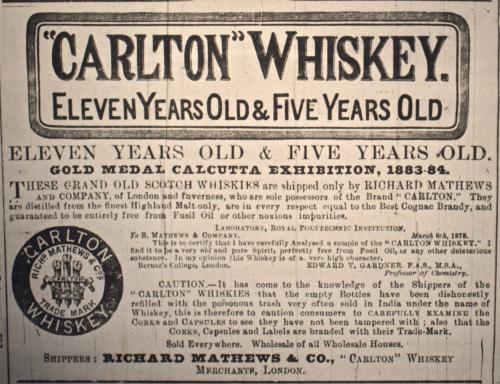 "CARLTON" WHISKEY.
ELEVEN YEARS OLD & FIVE YEARS OLD
ELEVEN YEARS OLD & FIVE YEARS OLD.
GOLD MEDAL CALCUTTA EXHIBITION, 1883-84.
THESE GRAND OLD SCOTCH WHISKIES are shipped only by RICHARD MATHEWS
AND COMPANY, of London and Inverness, who are sole possessors of the Brand "CARLTON." They
are distilled from the finest Highland Malt only, are in every respect equal to the Best Cognac Brandy, and
guaranteed to be entirely free from Fusil Oil or other noxious impurities.
LABORATORY, ROYAL POLYTECHNIC INSTITUTION,
To R. MATHEWS & COMPANY. March 8th, 1878.
This is to certify that I have carefully Analysed a sample of the "CARLTON WHISKEY." I
find it to be a very old and pure Spirit, perfectly free from Fusil Oil, or any other deleterious
substance. In my opinion this Whiskey is of a very high character.
Berner's College, London. EDWARD V. GARDNER, F.A.S., M.S.A.,
Professor of Chemistry.
CARLTON
RICD MATHEWS & COS
TRADE MARK
WHISKEY
CAUTION.—It has come to the knowledge of the Shippers of the
"CARLTON" WHISKIES that the empty Bottles have been dishonestly
refilled with the poisonous trash very often sold in India under the name of
Whiskey, this is therefore to caution consumers to CAREFULLY EXAMINE the
CORKS and CAPSULES to see they have not been tampered with; also that the
CORKS, Capsules and Labels are branded with their Trade-Mark.
Sold Everywhere. Wholesale of all Wholesale Houses.
SHIPPERS: RICHARD MATHEWS & CO., "CARLTON" WHISKEY
MERCHANTS, LONDON.